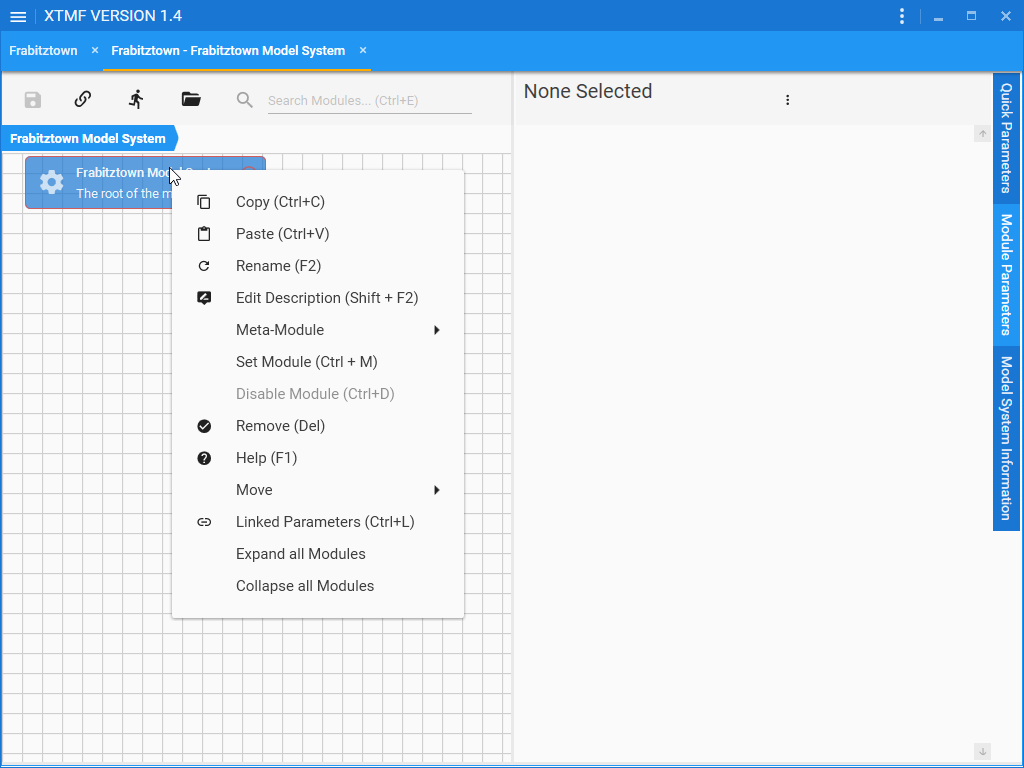 XTMF VERSION 1.4
Frabitztown
Frabitztown - Frabitztown Model System
Search Modules... (Ctrl+E)
None Selected
Frabitztown Model System
Frabitztown
The root of the
Copy (Ctrl+C)
Paste (Ctrl+V)
Rename (F2)
Edit Description (Shift + F2)
Meta-Module
Set Module (Ctrl + M)
Disable Module (Ctrl+D)
Remove (Del)
Help (F1)
Move
Linked Parameters (Ctrl+L)
Expand all Modules
Collapse all Modules
Quick Parameters
Module Parameters
Model System Information